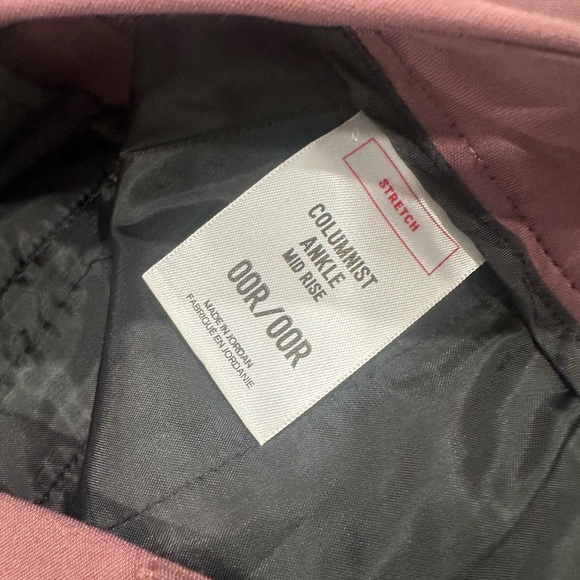 STRETCH
COLUMNIST
ANKLE
MID RISE
00R/00R
MADE IN JORDAN
FABRIQUÉ EN JORDANIE